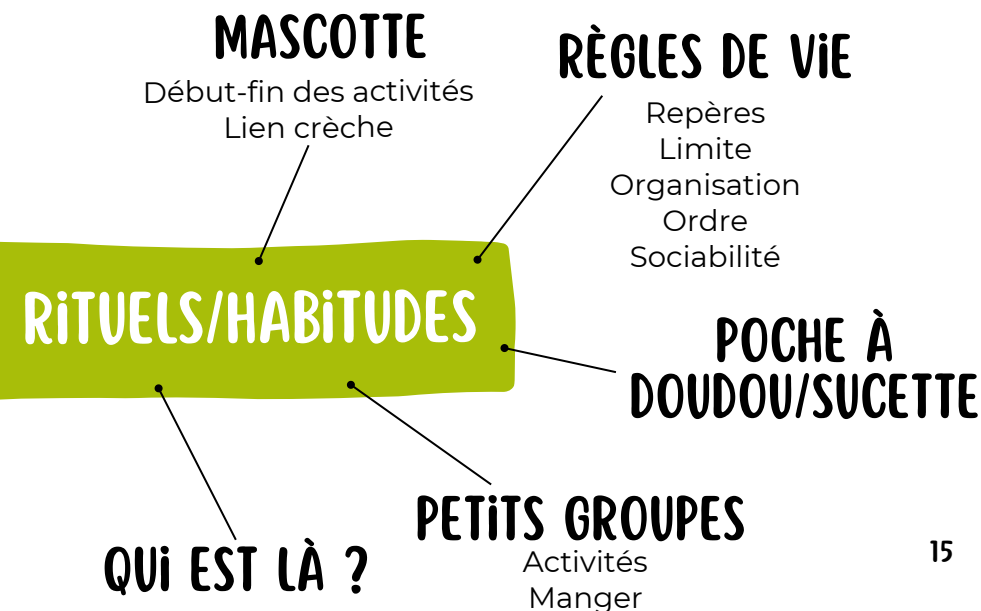 MASCOTTE
Début-fin des activités
Lien crèche
RÈGLES DE ViE
Repères
Limite
Organisation
Ordre
Sociabilité
RiTUELS/HABiTUDES
POCHE À
DOUDOU/SUCETTE
PETiTS GROUPES
Activités
Manger
QUi EST LÀ ?
15